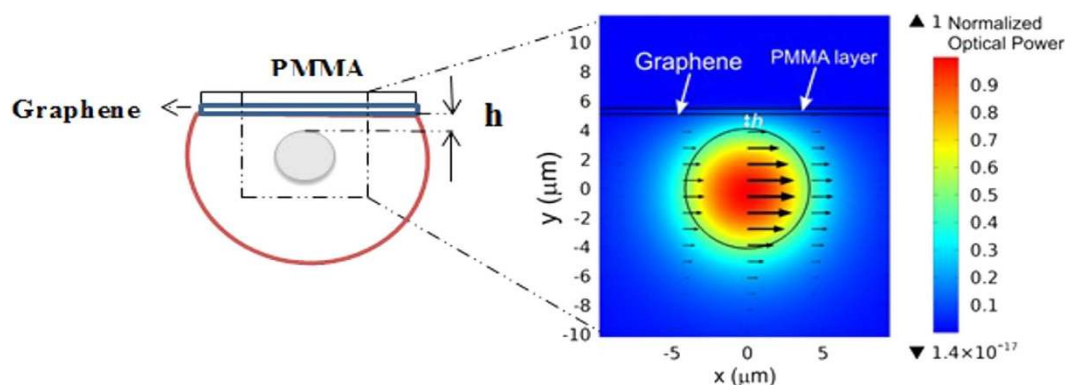 PMMA
Graphene
h
Graphene
PMMA layer
h
10
8
6
4
2
0
-2
-4
-6
-8
-10
y (μm)
-5
0
5
x (μm)
▲ 1 Normalized
Optical Power
0.9
0.8
0.7
0.6
0.5
0.4
0.3
0.2
0.1
▼ 1.4×10⁻¹⁷